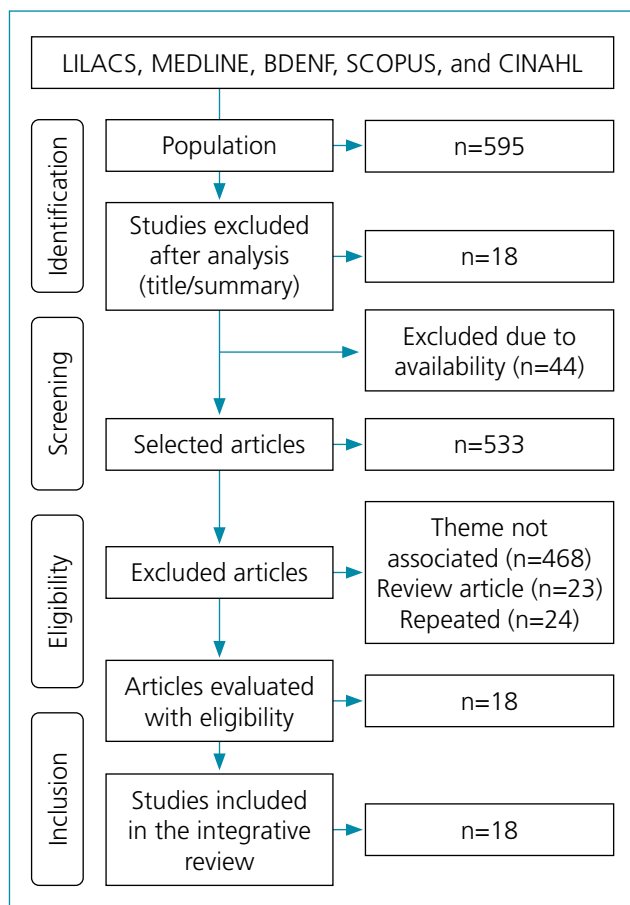 LILACS, MEDLINE, BDENF, SCOPUS, and CINAHL
Identification
Population
n=595
Studies excluded
after analysis
(title/summary)
n=18
Screening
Excluded due to
availability (n=44)
Selected articles
n=533
Eligibility
Excluded articles
Theme not
associated (n=468)
Review article (n=23)
Repeated (n=24)
Articles evaluated
with eligibility
n=18
Inclusion
Studies included
in the integrative
review
n=18